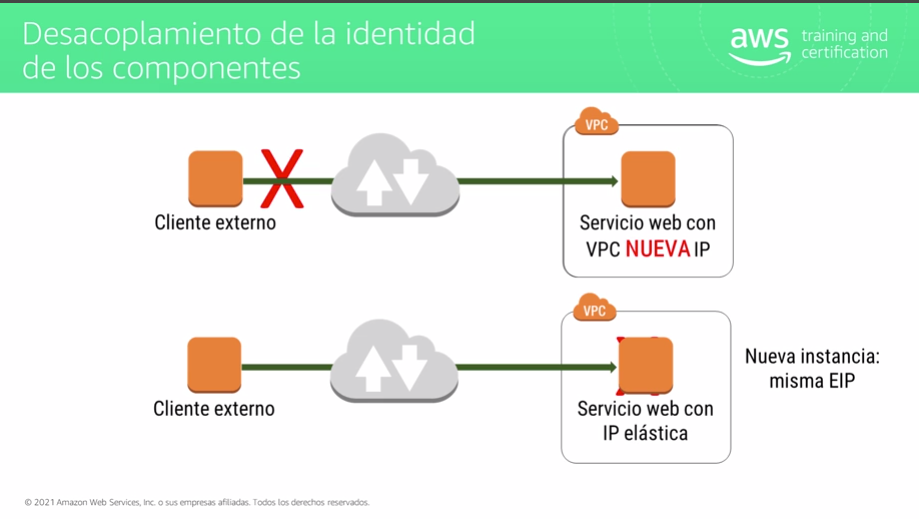 Desacoplamiento de la identidad
de los componentes
aws
training and
certification
VPC
Cliente externo
Servicio web con
VPC NUEVA IP
VPC
Cliente externo
Servicio web con
IP elástica
Nueva instancia:
misma EIP
© 2021 Amazon Web Services, Inc. o sus empresas afiliadas. Todos los derechos reservados.